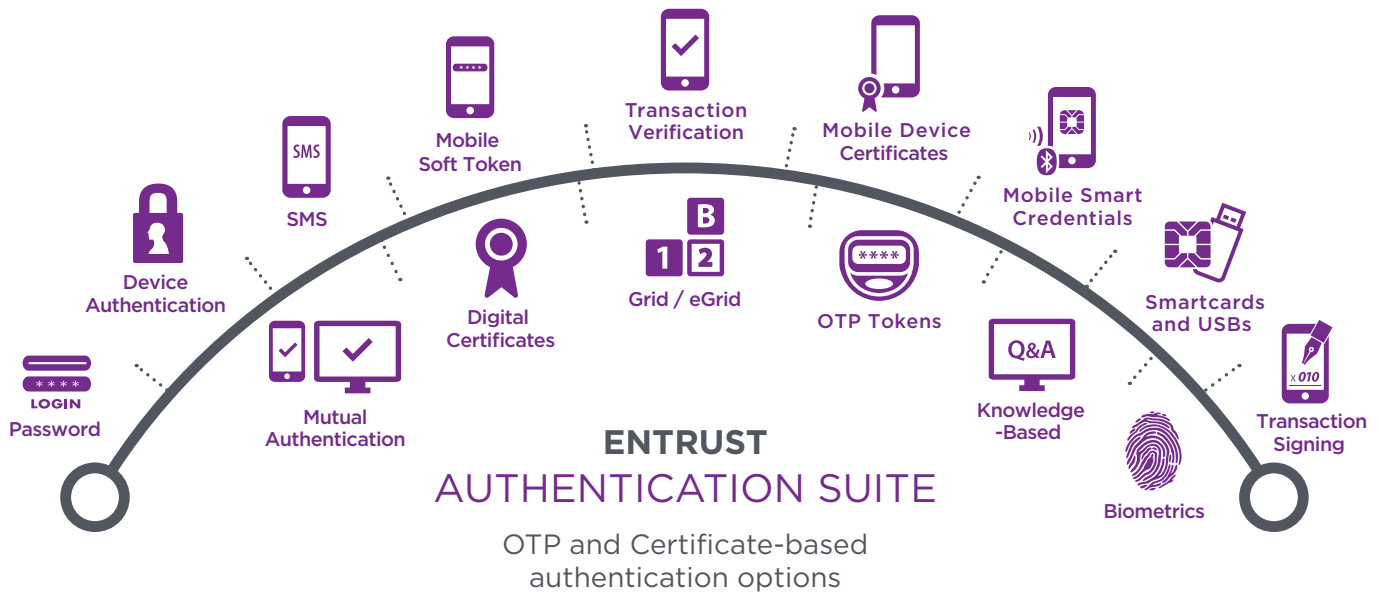 ****
LOGIN
Password
Device
Authentication
SMS
SMS
****
Mobile
Soft Token
Transaction
Verification
Mobile Device
Certificates
Mobile Smart
Credentials
Smartcards
and USBs
x 010
Transaction
Signing
Mutual
Authentication
Digital
Certificates
B
1 2
Grid / eGrid
****
OTP Tokens
Q&A
Knowledge
-Based
Biometrics
ENTRUST
AUTHENTICATION SUITE
OTP and Certificate-based
authentication options